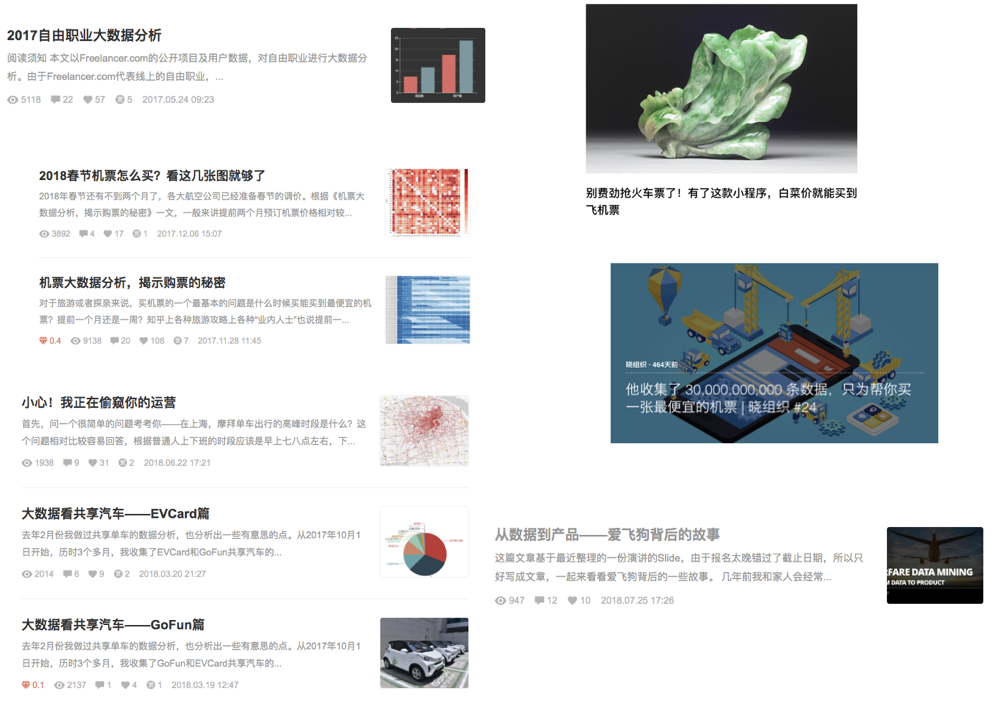 2017自由职业大数据分析
阅读须知 本文以Freelancer.com的公开项目及用户数据，对自由职业进行大数据分
析。由于Freelancer.com代表线上的自由职业，...
5118 22 57 5 2017.05.24 09:23
2018春节机票怎么买？看这几张图就够了
2018年春节还有不到两个月了，各大航空公司已经准备春节的调价。根据《机票大
数据分析，揭示购票的秘密》一文，一般来讲提前两个月预订机票价格相对较...
3892 4 17 1 2017.12.06 15:07
机票大数据分析，揭示购票的秘密
对于旅游或者探亲来说，买机票的一个最基本的问题是什么时候买能买到最便宜的机
票？提前一个月还是一周？知乎上各种旅游攻略上各种“业内人士”也说提前一...
0.4 9138 20 108 7 2017.11.28 11:45
小心！我正在偷窥你的运营
首先，问一个很简单的问题考考你——在上海，摩拜单车出行的高峰时段是什么？这
个问题相对比较容易回答，根据普通人上下班的时段应该是早上七八点左右，下...
1938 9 31 2 2018.06.22 17:21
大数据看共享汽车——EVCard篇
去年2月份我做过共享单车的数据分析，也分析出一些有意思的点。从2017年10月1
日开始，历时3个多月，我收集了EVCard和GoFun共享汽车的...
2014 6 9 2 2018.03.20 21:27
大数据看共享汽车——GoFun篇
去年2月份我做过共享单车的数据分析，也分析出一些有意思的点。从2017年10月1
日开始，历时3个多月，我收集了GoFun和EVCard共享汽车的...
0.1 2137 1 4 1 2018.03.19 12:47
别费劲抢火车票了！有了这款小程序，白菜价就能买到
飞机票
晓组织 · 464天前
他收集了 30,000,000,000 条数据，只为帮你买
一张最便宜的机票 | 晓组织 #24
从数据到产品——爱飞狗背后的故事
这篇文章基于最近整理的一份演讲的Slide，由于报名太晚错过了截止日期，所以只
好写成文章，一起来看看爱飞狗背后的一些故事。 几年前我和家人会经常...
947 12 10 2018.07.25 17:26
RFARE DATA MINING
M DATA TO PRODUCT